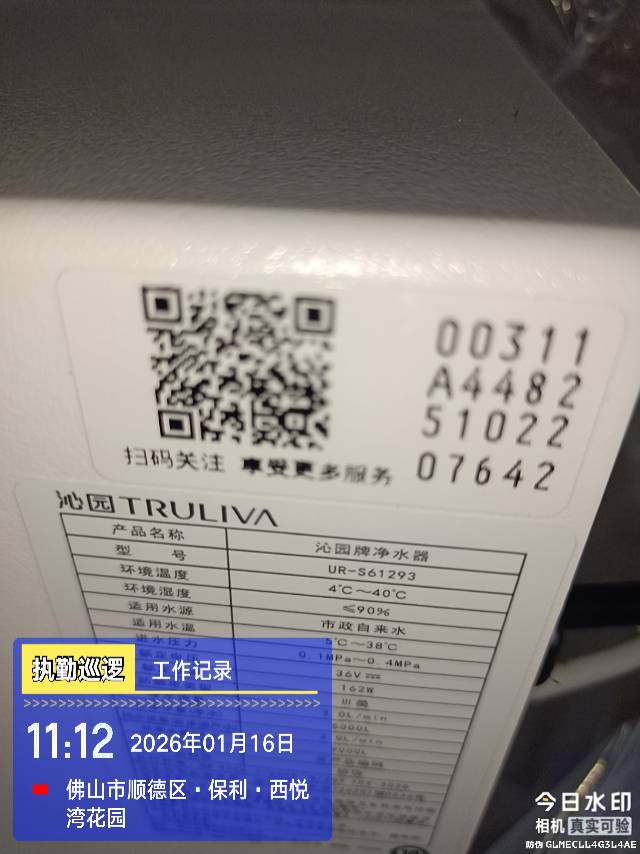 00311
A4482
51022
07642
扫码关注 享受更多服务
沁园TRULIVA
产品名称 沁园牌净水器
型 号 UR-S61293
环境温度 4℃~40℃
环境湿度 ≤90%
适用水源 市政自来水
适用水温 5℃~38℃
进水压力 0.1MPa~0.4MPa
36V
162W
III类
执勤巡逻 工作记录
11:12 2026年01月16日
佛山市顺德区·保利·西悦
湾花园
今日水印
相机 真实可验
防伪 GLMECLL4G3L4AE